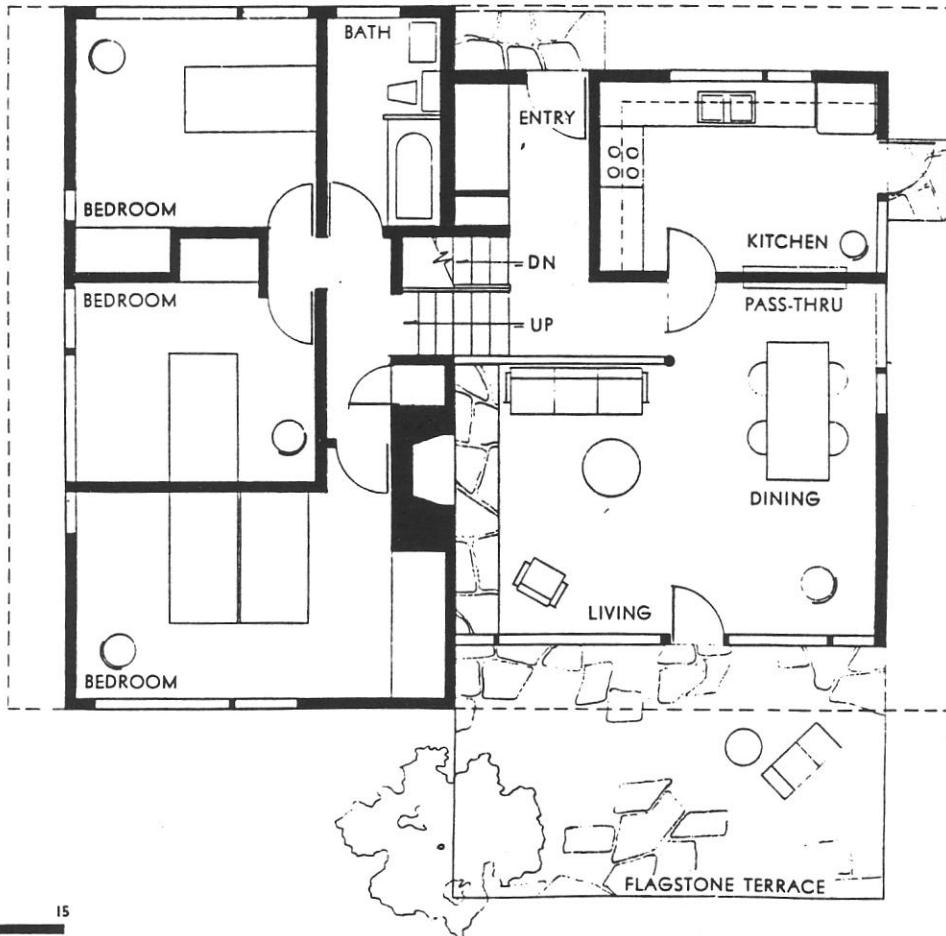 BATH
ENTRY
BEDROOM
KITCHEN
DN
BEDROOM
PASS-THRU
UP
DINING
LIVING
BEDROOM
FLAGSTONE TERRACE
15